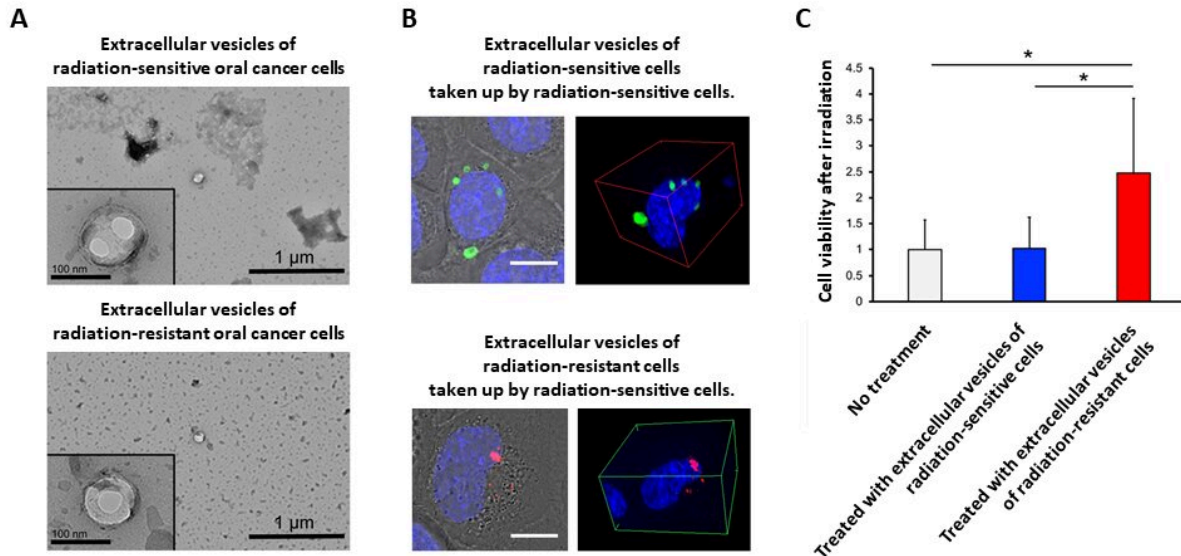 A
Extracellular vesicles of
radiation-sensitive oral cancer cells
100 nm
1 µm
Extracellular vesicles of
radiation-resistant oral cancer cells
100 nm
1 µm
B
Extracellular vesicles of
radiation-sensitive cells
taken up by radiation-sensitive cells.
Extracellular vesicles of
radiation-resistant cells
taken up by radiation-sensitive cells.
C
*
*
Cell viability after irradiation
4.5
4
3.5
3
2.5
2
1.5
1
0.5
0
No treatment
Treated with extracellular vesicles of
radiation-sensitive cells
Treated with extracellular vesicles
of radiation-resistant cells